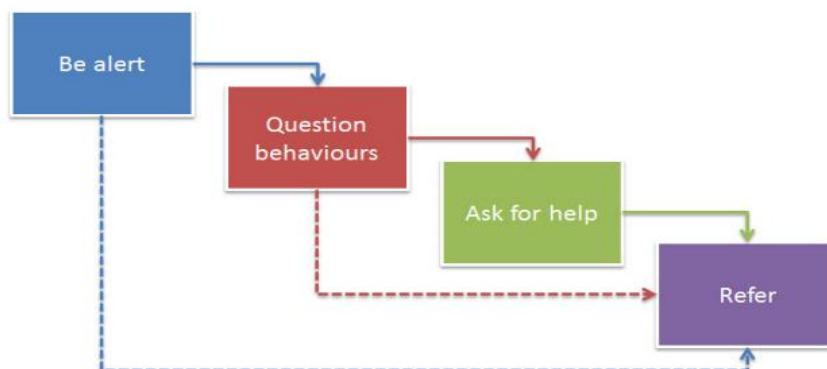 Be alert
Question
behaviours
Ask for help
Refer